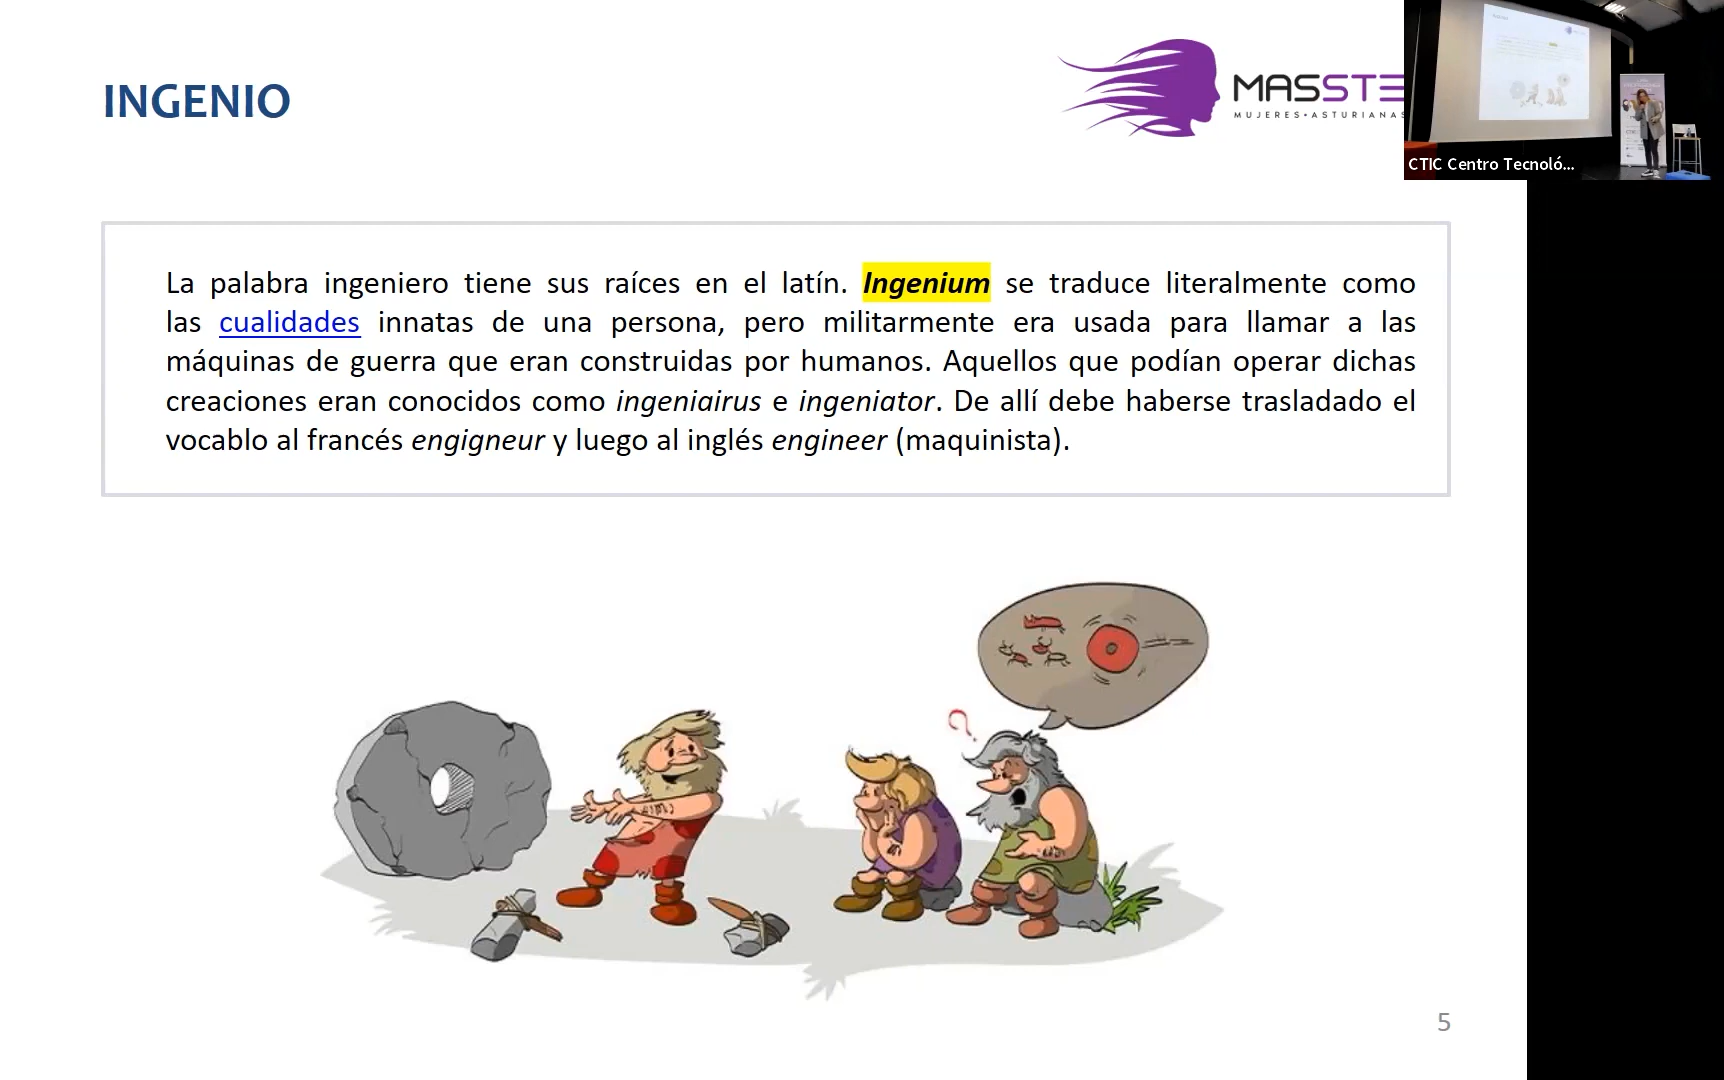 INGENIO
MASSTE
MUJERES•ASTURIANAS
CTIC Centro Tecnoló...
La palabra ingeniero tiene sus raíces en el latín. Ingenium se traduce literalmente como
las cualidades innatas de una persona, pero militarmente era usada para llamar a las
máquinas de guerra que eran construidas por humanos. Aquellos que podían operar dichas
creaciones eran conocidos como ingeniairus e ingeniator. De allí debe haberse trasladado el
vocablo al francés engigneur y luego al inglés engineer (maquinista).
?
5